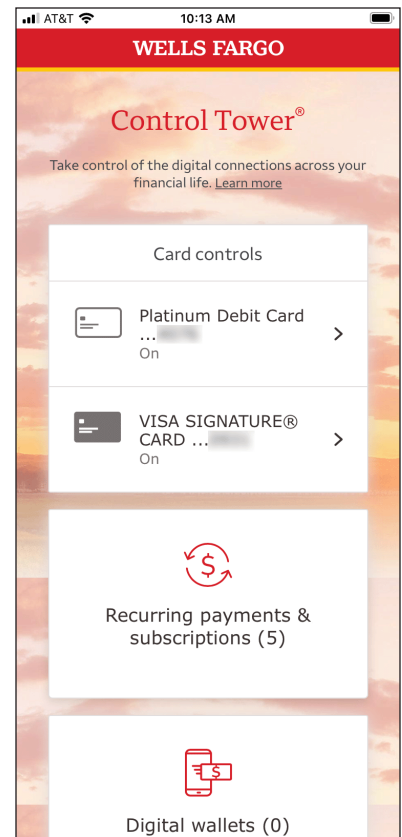 AT&T 10:13 AM
WELLS FARGO
Control Tower®
Take control of the digital connections across your
financial life. Learn more
Card controls
Platinum Debit Card
...
On
VISA SIGNATURE®
CARD ...
On
$
Recurring payments &
subscriptions (5)
$
Digital wallets (0)